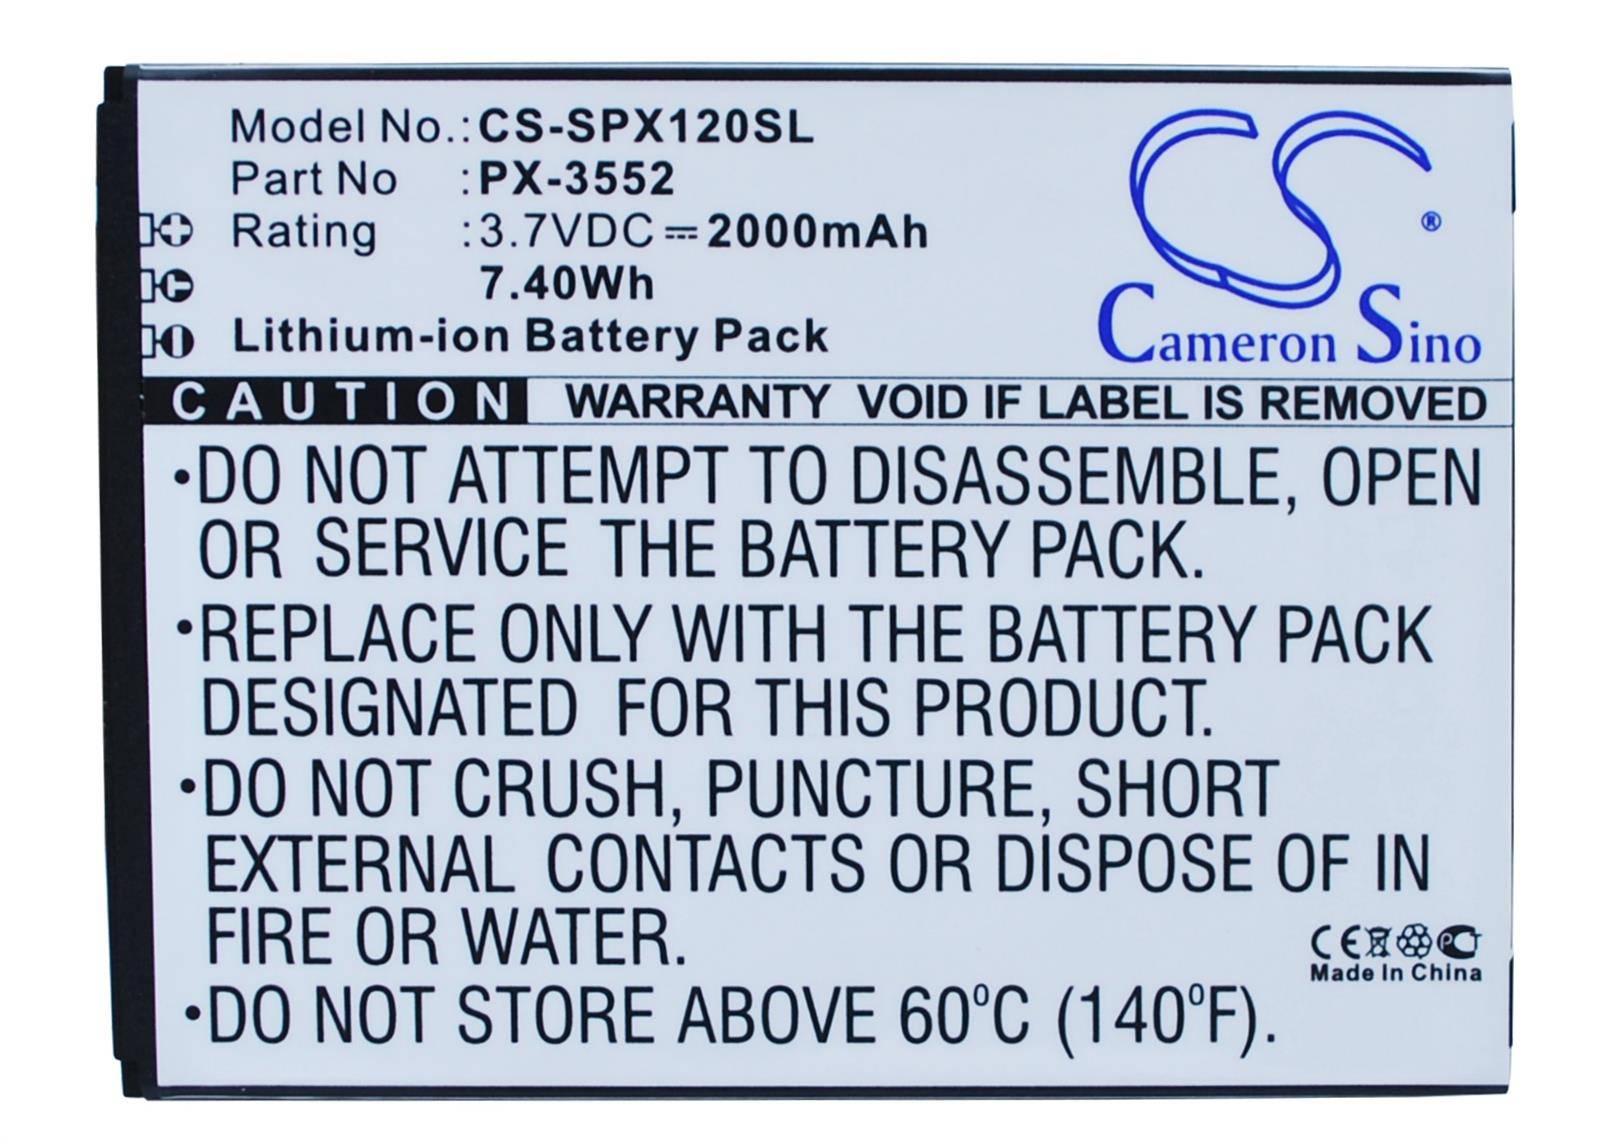 Model No.:CS-SPX120SL
Part No :PX-3552
Rating :3.7VDC⎓2000mAh
7.40Wh
Lithium-ion Battery Pack
CS
®
Cameron Sino
CAUTION WARRANTY VOID IF LABEL IS REMOVED
•DO NOT ATTEMPT TO DISASSEMBLE, OPEN
OR SERVICE THE BATTERY PACK.
•REPLACE ONLY WITH THE BATTERY PACK
DESIGNATED FOR THIS PRODUCT.
•DO NOT CRUSH, PUNCTURE, SHORT
EXTERNAL CONTACTS OR DISPOSE OF IN
FIRE OR WATER.
CE PCT
Made In China
•DO NOT STORE ABOVE 60°C (140°F).